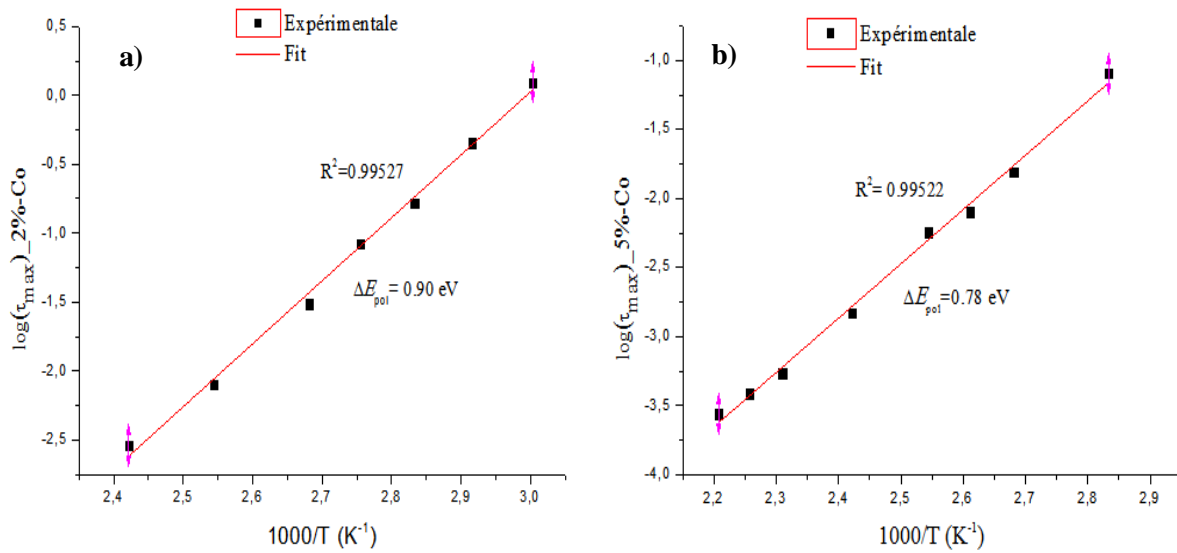 a)
Expérimentale
Fit
0,5
0,0
-0,5
-1,0
-1,5
-2,0
-2,5
log(τmax)_2%-Co
R²=0.99527
ΔEpol= 0.90 eV
2,4 2,5 2,6 2,7 2,8 2,9 3,0
1000/T (K⁻¹)
b)
Expérimentale
Fit
-1,0
-1,5
-2,0
-2,5
-3,0
-3,5
-4,0
log(τmax)_5%-Co
R²= 0.99522
ΔEpol= 0.78 eV
2,2 2,3 2,4 2,5 2,6 2,7 2,8 2,9
1000/T (K⁻¹)